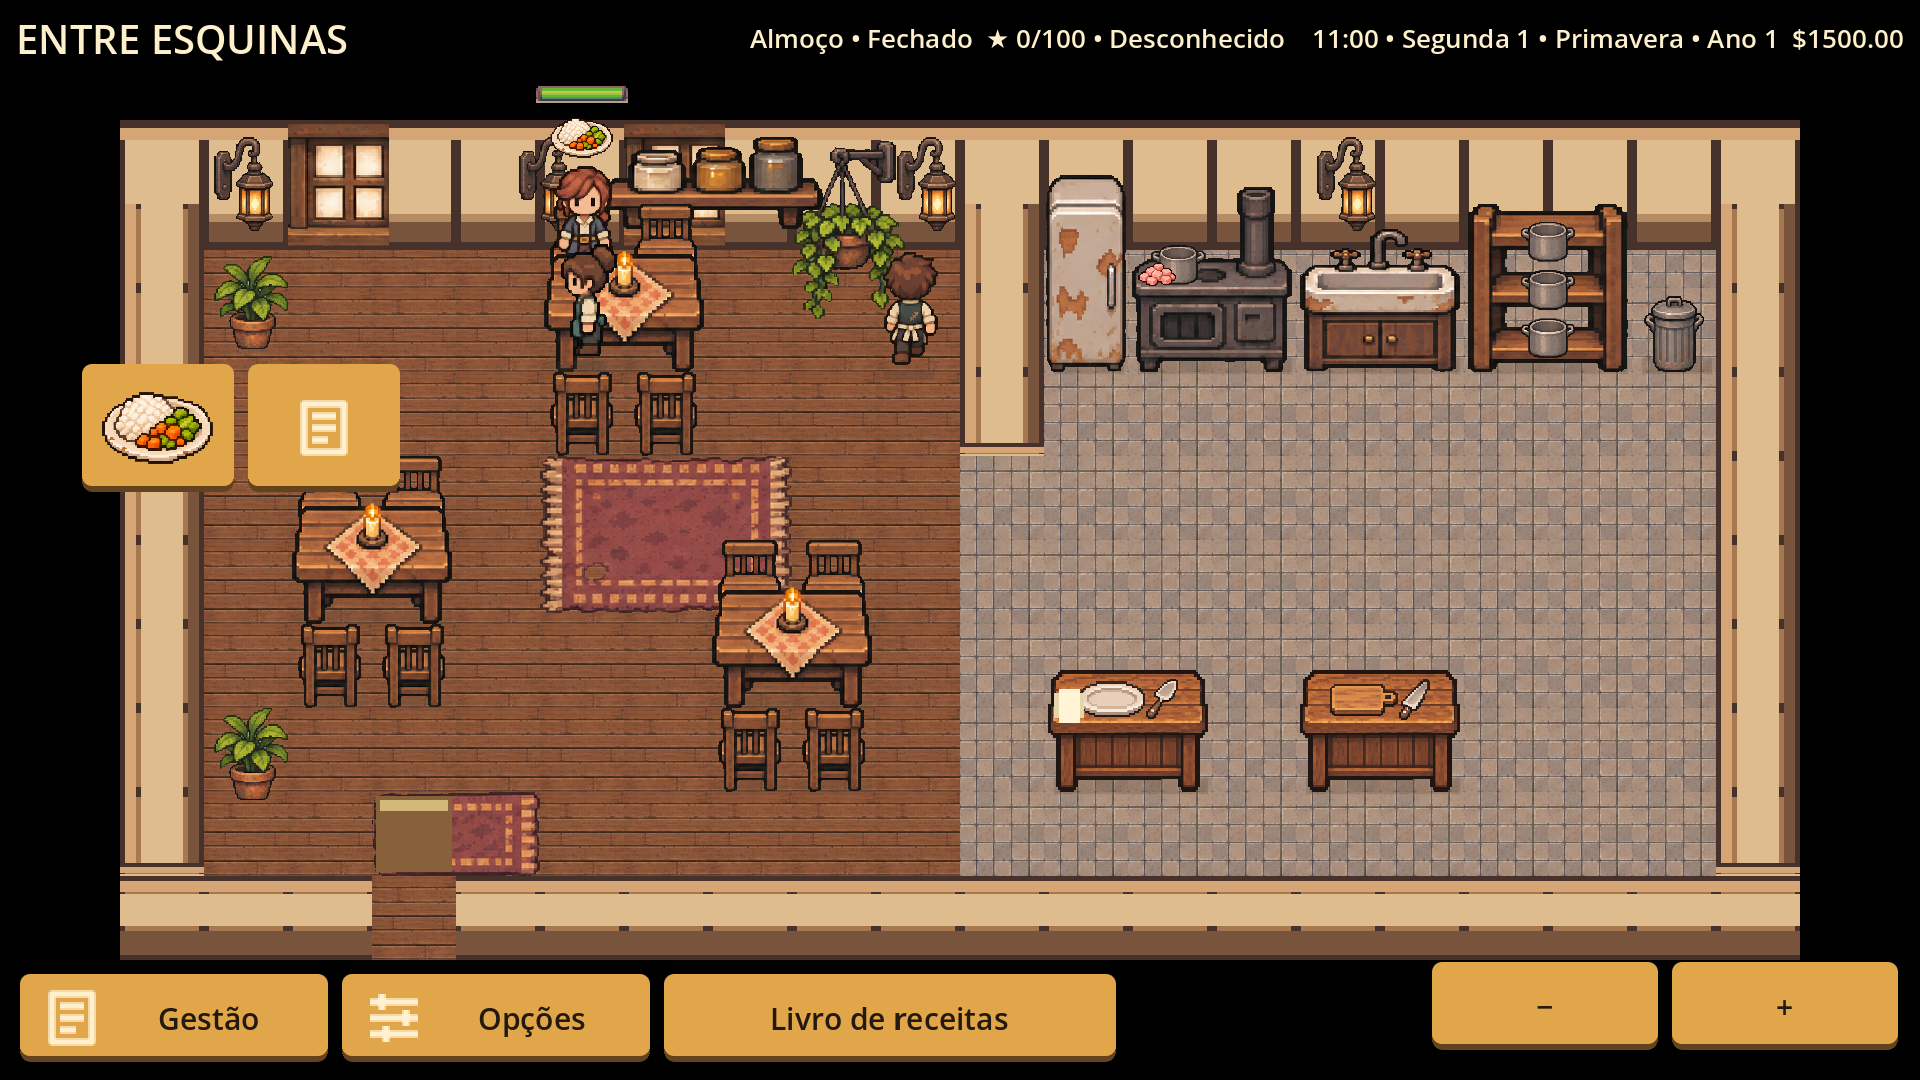 ENTRE ESQUINAS
Almoço • Fechado ★ 0/100 • Desconhecido 11:00 • Segunda 1 • Primavera • Ano 1 $1500.00
Gestão
Opções
Livro de receitas
−
+